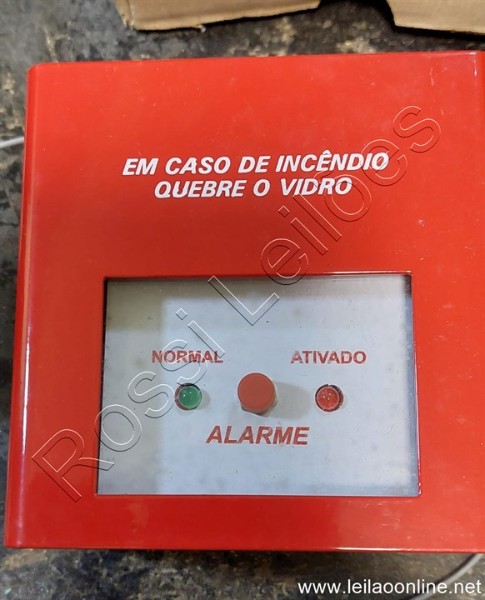 EM CASO DE INCÊNDIO
QUEBRE O VIDRO
Rossi Leilões
NORMAL ATIVADO
ALARME
www.leilaoonline.net